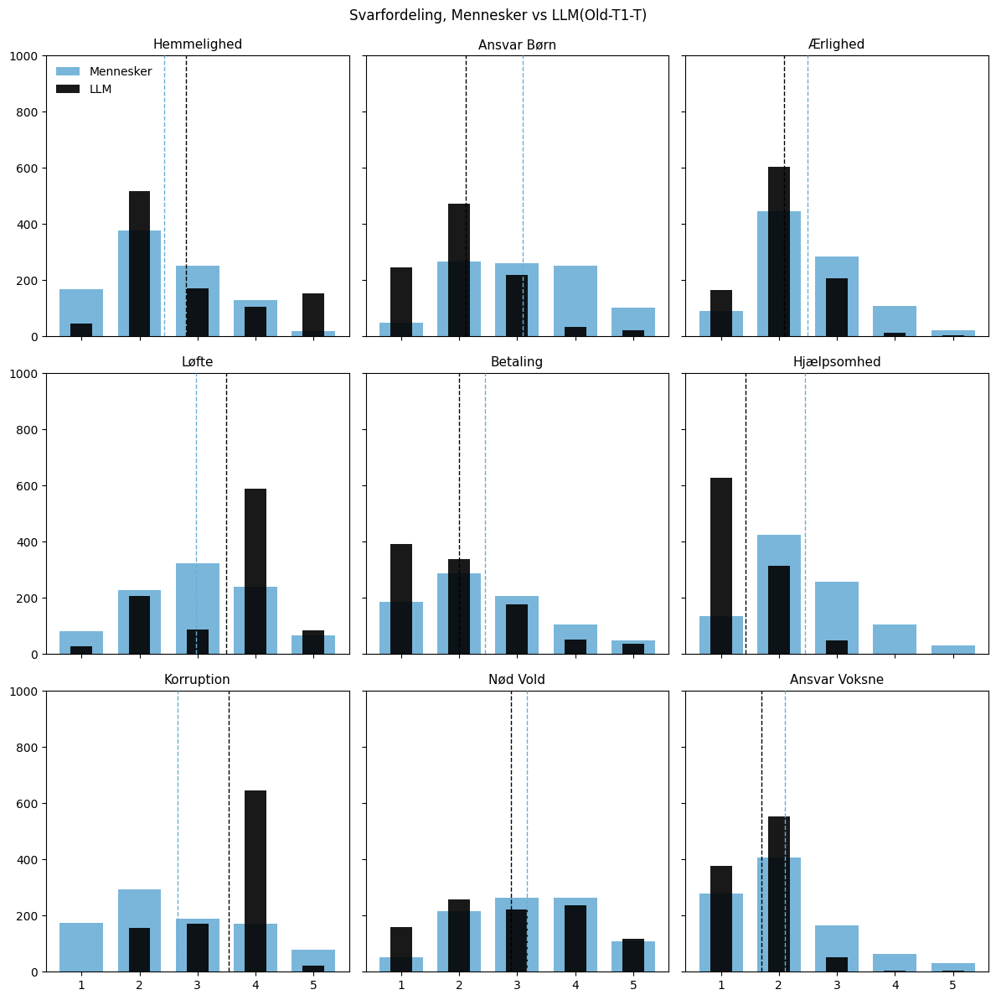 Svarfordeling, Mennesker vs LLM(Old-T1-T)
Hemmelighed
Ansvar Børn
Ærlighed
1000
800
600
400
200
0
Mennesker
LLM
Løfte
Betaling
Hjælpsomhed
1000
800
600
400
200
0
Korruption
Nød Vold
Ansvar Voksne
1000
800
600
400
200
0
1 2 3 4 5
1 2 3 4 5
1 2 3 4 5